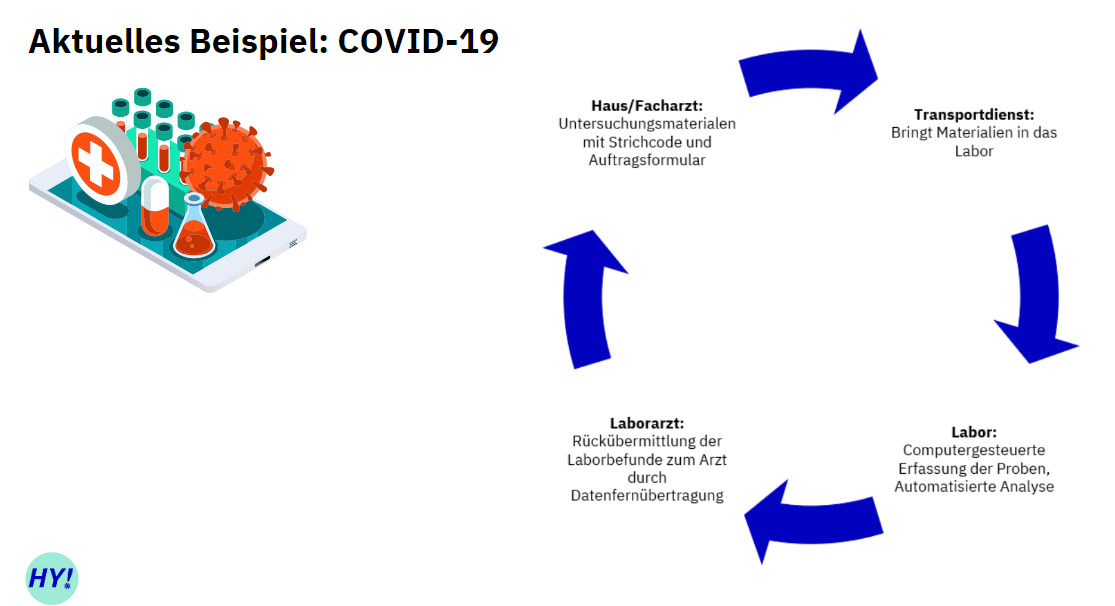 Aktuelles Beispiel: COVID-19
Haus/Facharzt:
Untersuchungsmaterialen
mit Strichcode und
Auftragsformular
Transportdienst:
Bringt Materialien in das
Labor
Labor:
Computergesteuerte
Erfassung der Proben,
Automatisierte Analyse
Laborarzt:
Rückübermittlung der
Laborbefunde zum Arzt
durch
Datenfernübertragung
HY!